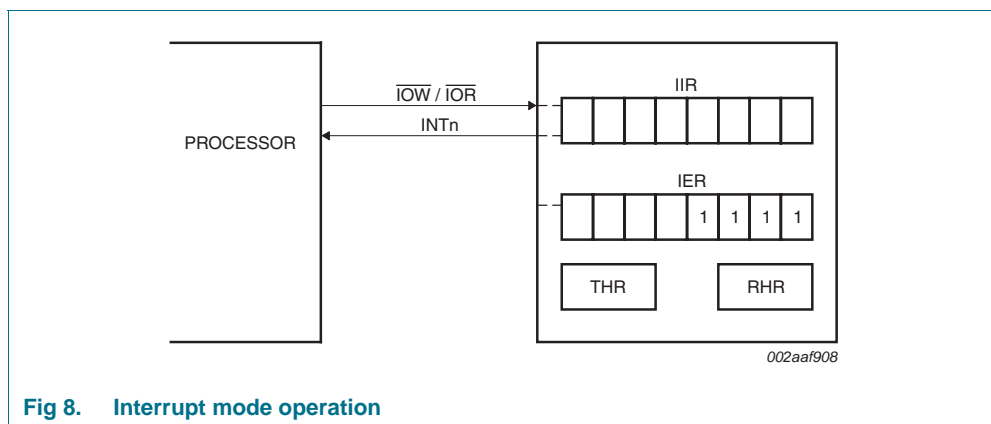 IIR
IOW / IOR
INTn
PROCESSOR
IER
1 1 1 1
THR RHR
002aaf908
Fig 8. Interrupt mode operation